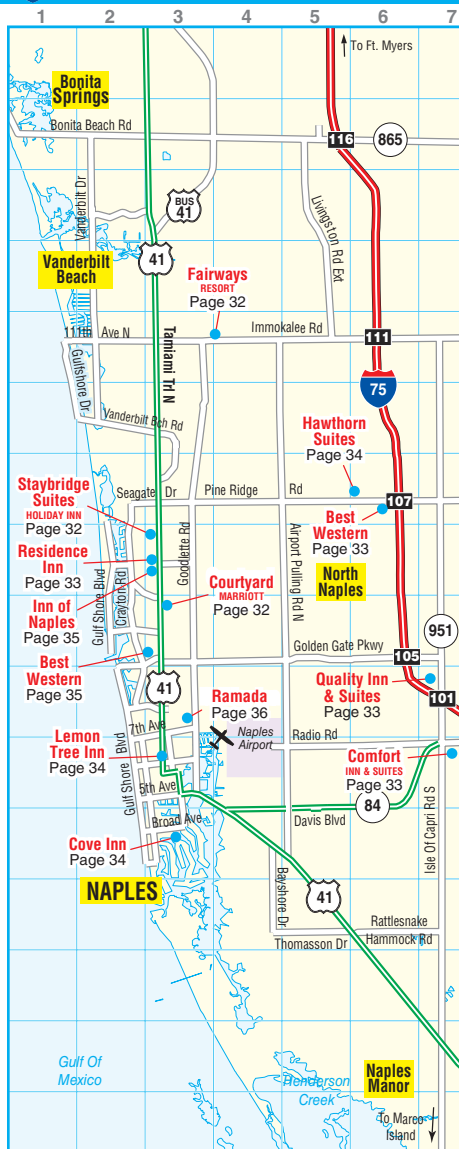 1 2 3 4 5 6 7
To Ft. Myers
Bonita
Springs
Bonita Beach Rd
116
865
Vanderbilt Dr
BUS
41
Livingston Rd Ext
41
Vanderbilt
Beach
Fairways
RESORT
Page 32
111th Ave N
Immokalee Rd
111
Tamiami Trl N
Gulfshore Dr
75
Vanderbilt Bch Rd
Hawthorn
Suites
Page 34
Staybridge
Suites
HOLIDAY INN
Page 32
Seagate Dr
Pine Ridge Rd
107
Best
Western
Page 33
Residence
Inn
Page 33
Goodlette Rd
Airport Pulling Rd N
North
Naples
Inn of
Naples
Page 35
Gulf Shore Blvd
Crayton Rd
Courtyard
MARRIOTT
Page 32
951
Golden Gate Pkwy
105
Best
Western
Page 35
41
Quality Inn
& Suites
Page 33
101
Ramada
Page 36
7th Ave
Naples
Airport
Radio Rd
Lemon
Tree Inn
Page 34
Gulf Shore Blvd
Comfort
INN & SUITES
Page 33
5th Ave
84
Davis Blvd
Isle Of Capri Rd S
Broad Ave
Cove Inn
Page 34
NAPLES
Bayshore Dr
41
Rattlesnake
Hammock Rd
Thomasson Dr
Gulf Of
Mexico
Henderson
Creek
Naples
Manor
To Marco
Island